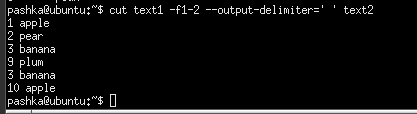 pashka@ubuntu:~$ cut text1 -f1-2 --output-delimiter=' ' text2
1 apple
2 pear
3 banana
9 plum
3 banana
10 apple
pashka@ubuntu:~$